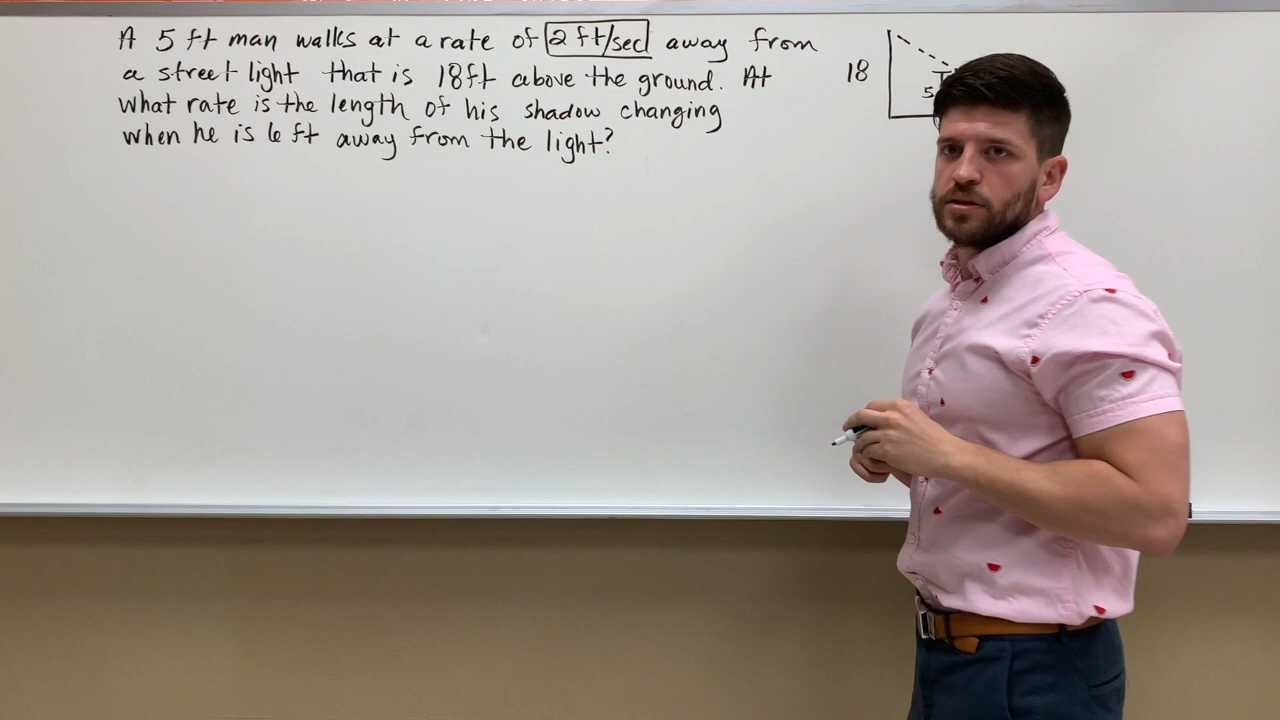 A 5 ft man walks at a rate of 2 ft/sec away from
a street light that is 18ft above the ground. At
what rate is the length of his shadow changing
when he is 6 ft away from the light?
18
5